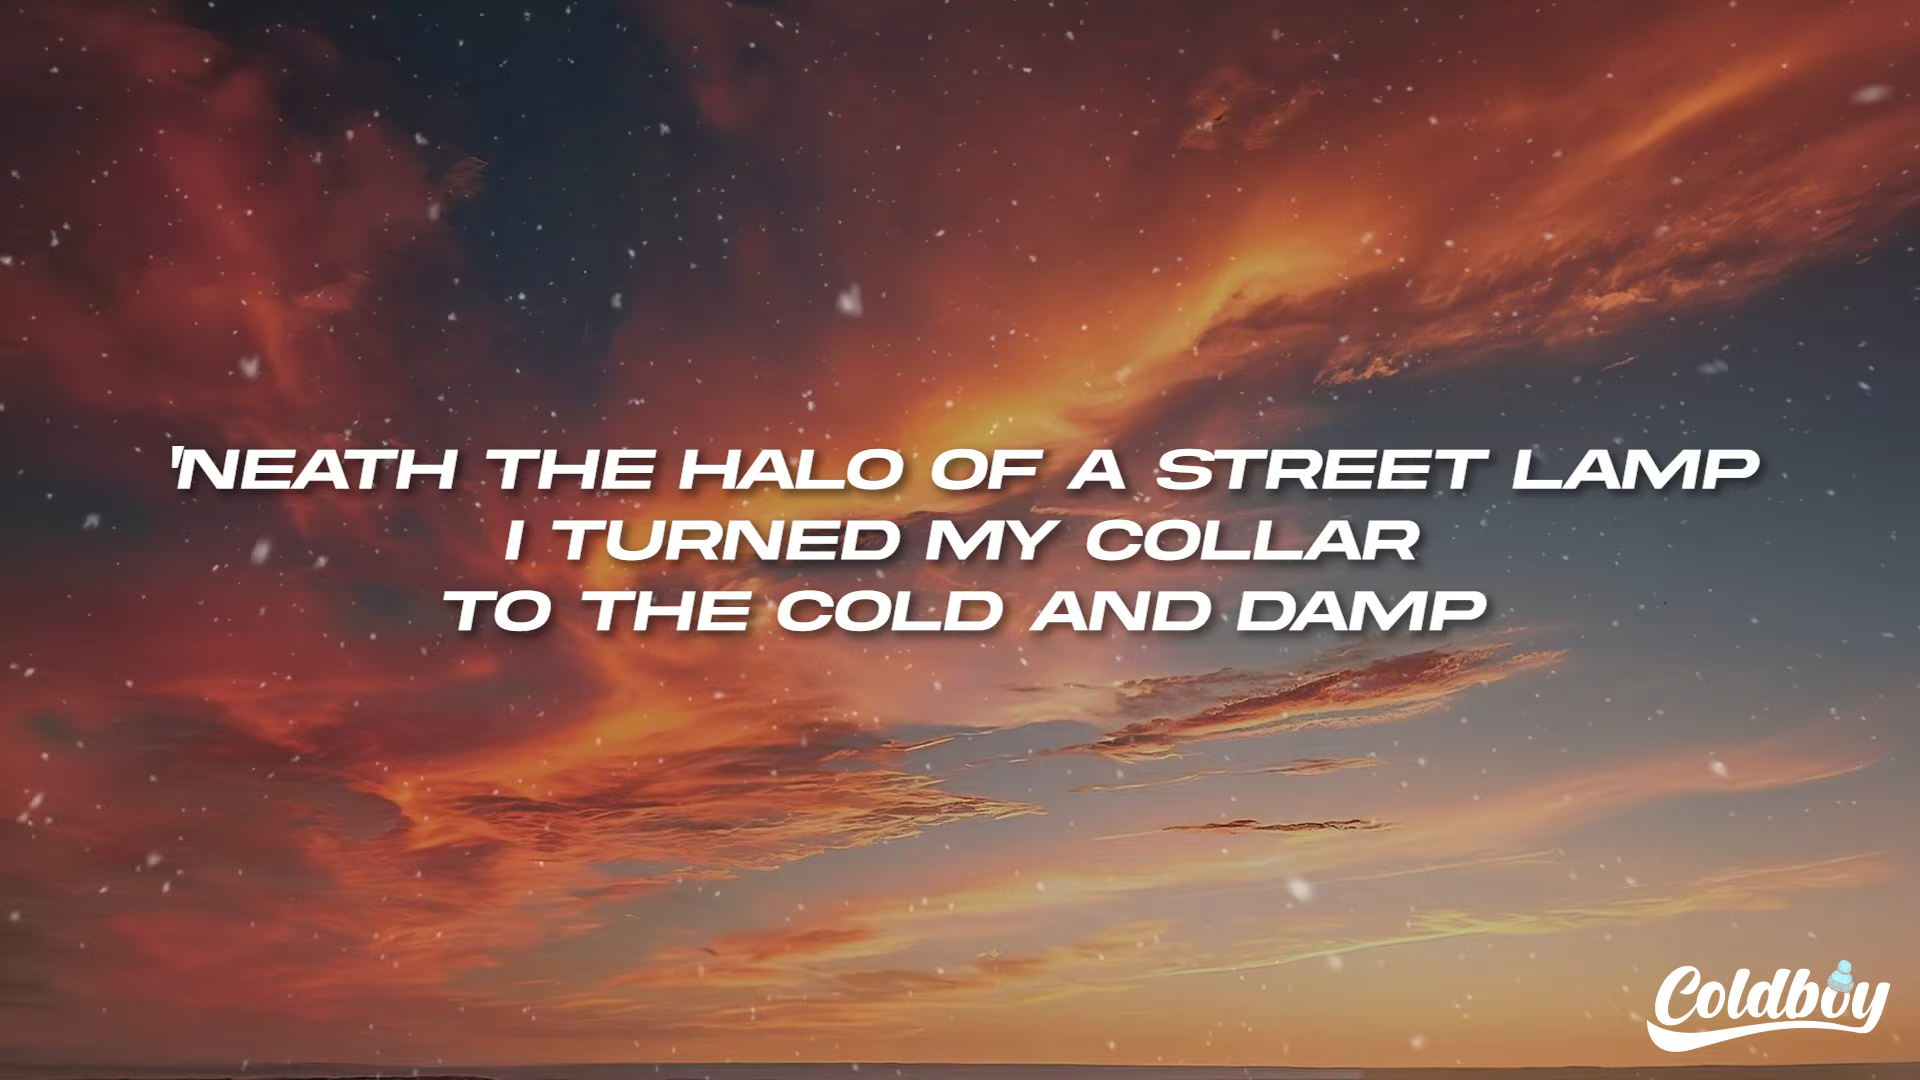 'NEATH THE HALO OF A STREET LAMP
I TURNED MY COLLAR
TO THE COLD AND DAMP
Coldboy